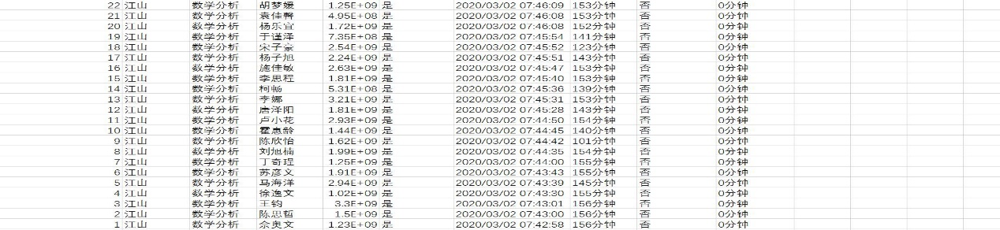 22 江山 数学分析 胡梦媛 1.25E+09 是 2020/03/02 07:46:09 153分钟 否 0分钟
21 江山 数学分析 袁佳馨 4.95E+08 是 2020/03/02 07:46:08 153分钟 否 0分钟
20 江山 数学分析 杨乐宜 1.72E+09 是 2020/03/02 07:46:08 152分钟 否 0分钟
19 江山 数学分析 于谨泽 7.35E+08 是 2020/03/02 07:45:54 141分钟 否 0分钟
18 江山 数学分析 宋子豪 2.54E+09 是 2020/03/02 07:45:52 123分钟 否 0分钟
17 江山 数学分析 杨子旭 2.24E+09 是 2020/03/02 07:45:51 143分钟 否 0分钟
16 江山 数学分析 施佳敏 2.63E+09 是 2020/03/02 07:45:47 153分钟 否 0分钟
15 江山 数学分析 李思程 1.81E+09 是 2020/03/02 07:45:40 153分钟 否 0分钟
14 江山 数学分析 柯畅 5.31E+08 是 2020/03/02 07:45:36 139分钟 否 0分钟
13 江山 数学分析 李娜 3.21E+09 是 2020/03/02 07:45:31 153分钟 否 0分钟
12 江山 数学分析 唐泽阳 1.81E+09 是 2020/03/02 07:45:28 143分钟 否 0分钟
11 江山 数学分析 卢小花 2.93E+09 是 2020/03/02 07:44:50 154分钟 否 0分钟
10 江山 数学分析 霍惠龄 1.44E+09 是 2020/03/02 07:44:45 140分钟 否 0分钟
9 江山 数学分析 陈欣怡 1.62E+09 是 2020/03/02 07:44:42 101分钟 否 0分钟
8 江山 数学分析 刘旭楠 1.99E+09 是 2020/03/02 07:44:35 154分钟 否 0分钟
7 江山 数学分析 丁奇珵 1.25E+09 是 2020/03/02 07:44:00 155分钟 否 0分钟
6 江山 数学分析 苏彦文 1.91E+09 是 2020/03/02 07:43:43 155分钟 否 0分钟
5 江山 数学分析 马海洋 2.94E+09 是 2020/03/02 07:43:39 145分钟 否 0分钟
4 江山 数学分析 徐逸文 1.02E+09 是 2020/03/02 07:43:30 155分钟 否 0分钟
3 江山 数学分析 王钧 3.3E+09 是 2020/03/02 07:43:01 156分钟 否 0分钟
2 江山 数学分析 陈思哲 1.5E+09 是 2020/03/02 07:43:00 156分钟 否 0分钟
1 江山 数学分析 佘奥文 1.23E+09 是 2020/03/02 07:42:58 156分钟 否 0分钟